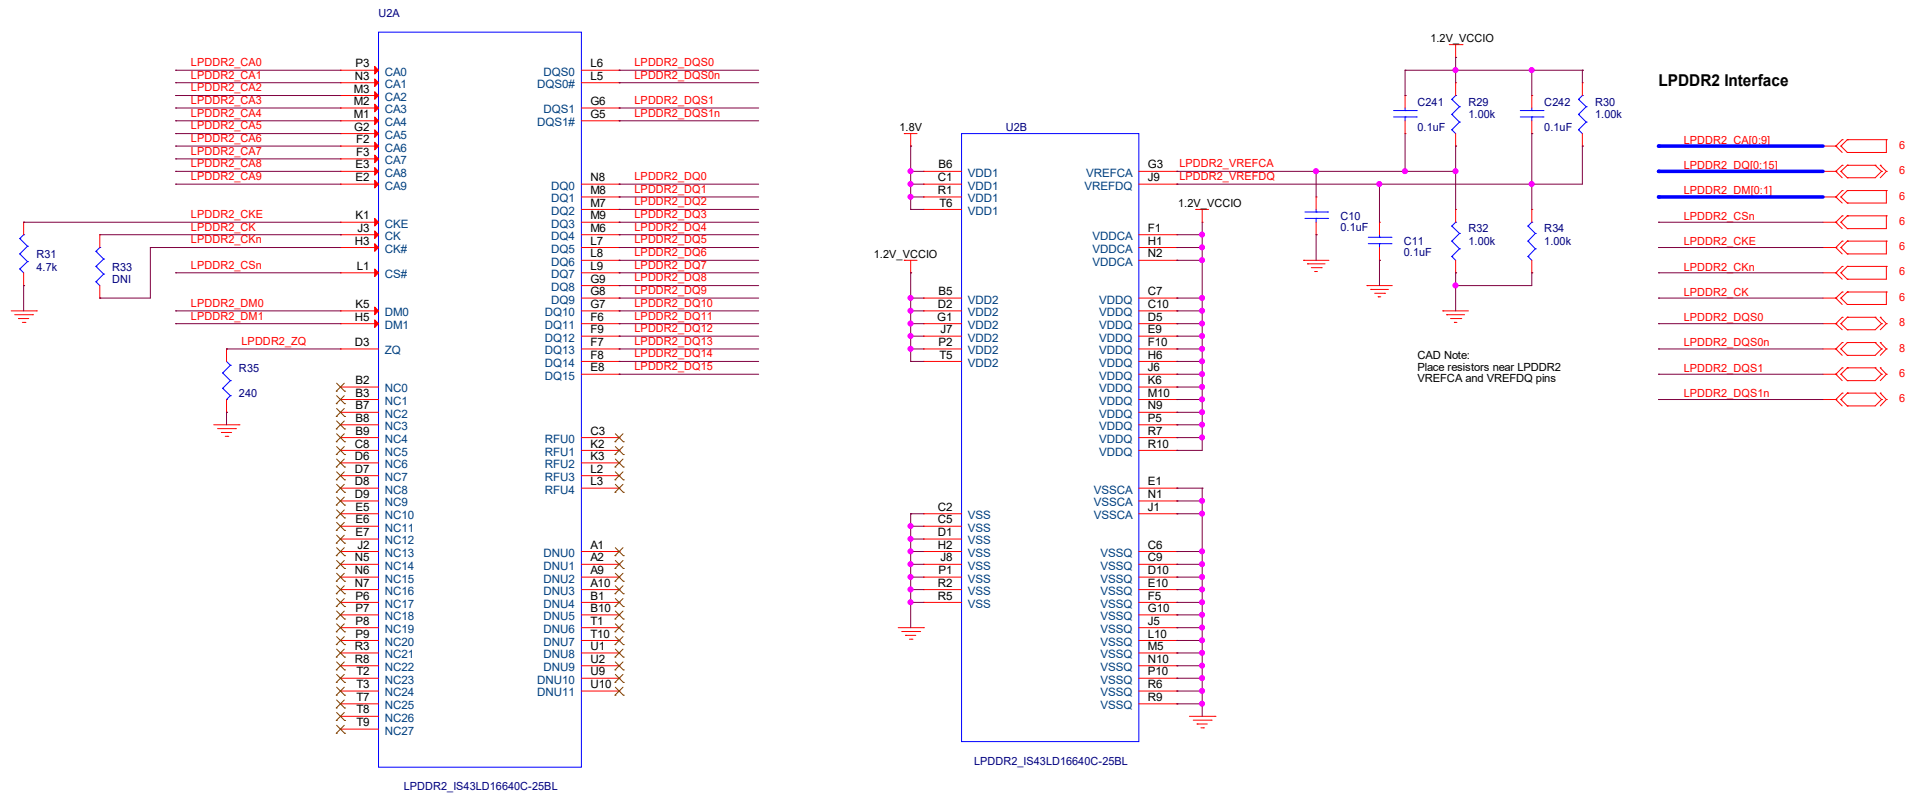 U2A
LPDDR2_CA0 P3 CA0
LPDDR2_CA1 N3 CA1
LPDDR2_CA2 M3 CA2
LPDDR2_CA3 M2 CA3
LPDDR2_CA4 M1 CA4
LPDDR2_CA5 G2 CA5
LPDDR2_CA6 F2 CA6
LPDDR2_CA7 F3 CA7
LPDDR2_CA8 E3 CA8
LPDDR2_CA9 E2 CA9
LPDDR2_CKE K1 CKE
LPDDR2_CK J3 CK
LPDDR2_CKn H3 CK#
R31
4.7k
R33
DNI
LPDDR2_CSn L1 CS#
LPDDR2_DM0 K5 DM0
LPDDR2_DM1 H5 DM1
LPDDR2_ZQ D3 ZQ
R35
240
B2 NC0
B3 NC1
B7 NC2
B8 NC3
B9 NC4
C8 NC5
D6 NC6
D7 NC7
D8 NC8
D9 NC9
E5 NC10
E6 NC11
E7 NC12
J2 NC13
N5 NC14
N6 NC15
N7 NC16
P6 NC17
P7 NC18
P8 NC19
P9 NC20
R3 NC21
R8 NC22
T2 NC23
T3 NC24
T7 NC25
T8 NC26
T9 NC27
DQS0 L6 LPDDR2_DQS0
DQS0# L5 LPDDR2_DQS0n
DQS1 G6 LPDDR2_DQS1
DQS1# G5 LPDDR2_DQS1n
DQ0 N8 LPDDR2_DQ0
DQ1 M8 LPDDR2_DQ1
DQ2 M7 LPDDR2_DQ2
DQ3 M9 LPDDR2_DQ3
DQ4 M6 LPDDR2_DQ4
DQ5 L7 LPDDR2_DQ5
DQ6 L8 LPDDR2_DQ6
DQ7 L9 LPDDR2_DQ7
DQ8 G9 LPDDR2_DQ8
DQ9 G8 LPDDR2_DQ9
DQ10 G7 LPDDR2_DQ10
DQ11 F6 LPDDR2_DQ11
DQ12 F9 LPDDR2_DQ12
DQ13 F7 LPDDR2_DQ13
DQ14 F8 LPDDR2_DQ14
DQ15 E8 LPDDR2_DQ15
RFU0 C3
RFU1 K2
RFU2 K3
RFU3 L2
RFU4 L3
DNU0 A1
DNU1 A2
DNU2 A9
DNU3 A10
DNU4 B1
DNU5 B10
DNU6 T1
DNU7 T10
DNU8 U1
DNU9 U2
DNU10 U9
DNU11 U10
LPDDR2_IS43LD16640C-25BL
U2B
1.8V
B6 VDD1
C1 VDD1
R1 VDD1
T6 VDD1
1.2V_VCCIO
B5 VDD2
D2 VDD2
G1 VDD2
J7 VDD2
P2 VDD2
T5 VDD2
C2 VSS
C5 VSS
D1 VSS
H2 VSS
J8 VSS
P1 VSS
R2 VSS
R5 VSS
VREFCA G3 LPDDR2_VREFCA
VREFDQ J9 LPDDR2_VREFDQ
1.2V_VCCIO
VDDCA F1
VDDCA H1
VDDCA N2
VDDQ C7
VDDQ C10
VDDQ D5
VDDQ E9
VDDQ F10
VDDQ H6
VDDQ J6
VDDQ K6
VDDQ M10
VDDQ N9
VDDQ P5
VDDQ R7
VDDQ R10
VSSCA E1
VSSCA N1
VSSCA J1
VSSQ C6
VSSQ C9
VSSQ D10
VSSQ E10
VSSQ F5
VSSQ G10
VSSQ J5
VSSQ L10
VSSQ M5
VSSQ N10
VSSQ P10
VSSQ R6
VSSQ R9
LPDDR2_IS43LD16640C-25BL
1.2V_VCCIO
C241
0.1uF
R29
1.00k
C242
0.1uF
R30
1.00k
C10
0.1uF
C11
0.1uF
R32
1.00k
R34
1.00k
CAD Note:
Place resistors near LPDDR2
VREFCA and VREFDQ pins
LPDDR2 Interface
LPDDR2_CA[0:9] 6
LPDDR2_DQ[0:15] 6
LPDDR2_DM[0:1] 6
LPDDR2_CSn 6
LPDDR2_CKE 6
LPDDR2_CKn 6
LPDDR2_CK 6
LPDDR2_DQS0 8
LPDDR2_DQS0n 8
LPDDR2_DQS1 6
LPDDR2_DQS1n 6